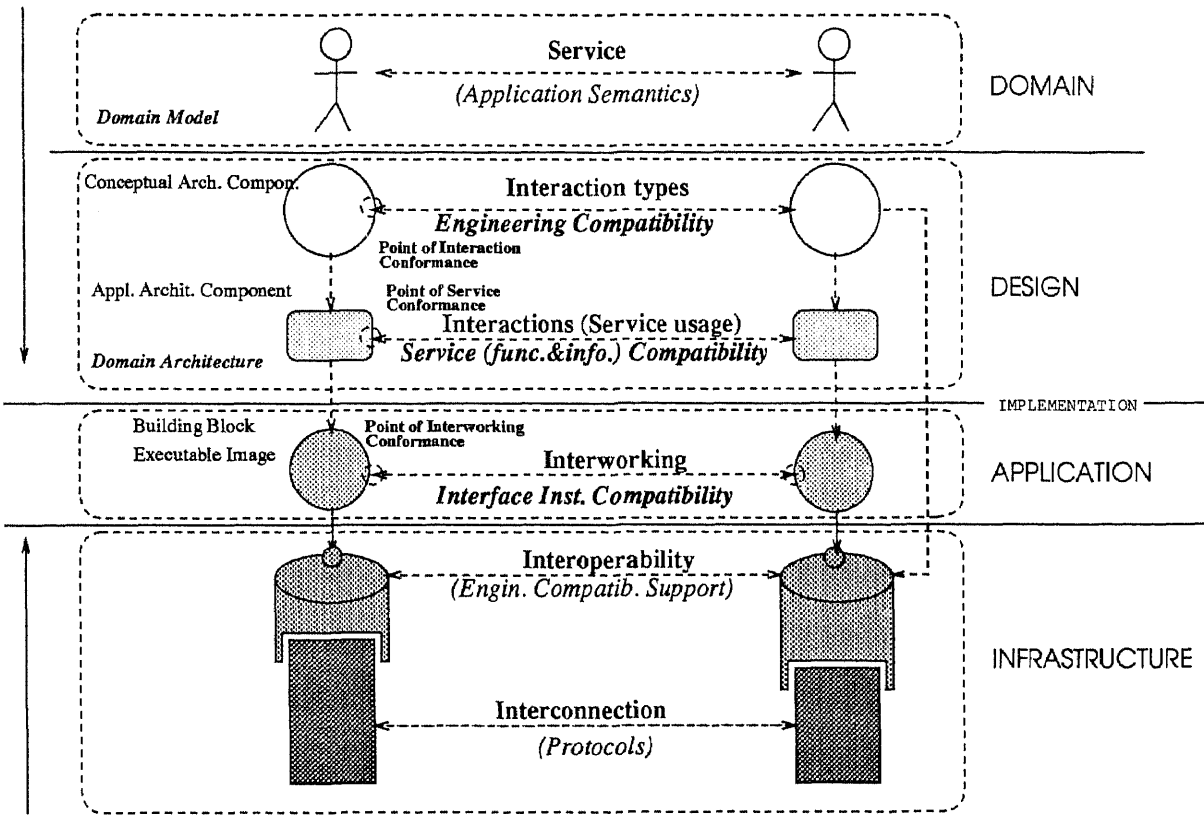 Service
(Application Semantics)
Domain Model
DOMAIN
Conceptual Arch. Compon.
Interaction types
Engineering Compatibility
Point of Interaction
Conformance
Appl. Archit. Component
Point of Service
Conformance
Interactions (Service usage)
Service (func.&info.) Compatibility
Domain Architecture
DESIGN
IMPLEMENTATION
Building Block
Executable Image
Point of Interworking
Conformance
Interworking
Interface Inst. Compatibility
APPLICATION
Interoperability
(Engin. Compatib. Support)
INFRASTRUCTURE
Interconnection
(Protocols)